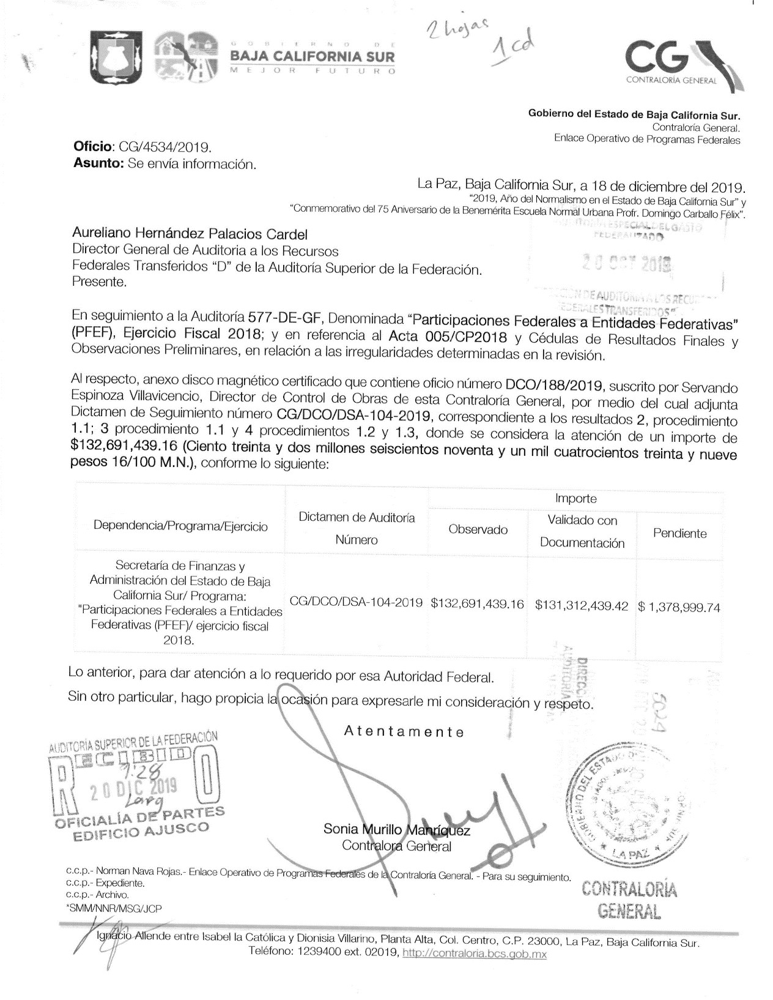 2 hojas
1 cd
GOBIERNO DE
BAJA CALIFORNIA SUR
MEJOR FUTURO
CG
CONTRALORÍA GENERAL
Gobierno del Estado de Baja California Sur.
Contraloría General.
Enlace Operativo de Programas Federales
Oficio: CG/4534/2019.
Asunto: Se envía información.
La Paz, Baja California Sur, a 18 de diciembre del 2019.
"2019, Año del Normalismo en el Estado de Baja California Sur" y
"Conmemorativo del 75 Aniversario de la Benemérita Escuela Normal Urbana Profr. Domingo Carballo Félix".
ESPECIAL DEL GASTO
FEDERALIZADO
Aureliano Hernández Palacios Cardel
Director General de Auditoria a los Recursos
Federales Transferidos "D" de la Auditoría Superior de la Federación.
Presente.
DE AUDITORIA A LOS
FEDERALES TRANSFERIDOS"
En seguimiento a la Auditoría 577-DE-GF, Denominada "Participaciones Federales a Entidades Federativas"
(PFEF), Ejercicio Fiscal 2018; y en referencia al Acta 005/CP2018 y Cédulas de Resultados Finales y
Observaciones Preliminares, en relación a las irregularidades determinadas en la revisión.
Al respecto, anexo disco magnético certificado que contiene oficio número DCO/188/2019, suscrito por Servando
Espinoza Villavicencio, Director de Control de Obras de esta Contraloría General, por medio del cual adjunta
Dictamen de Seguimiento número CG/DCO/DSA-104-2019, correspondiente a los resultados 2, procedimiento
1.1; 3 procedimiento 1.1 y 4 procedimientos 1.2 y 1.3, donde se considera la atención de un importe de
$132,691,439.16 (Ciento treinta y dos millones seiscientos noventa y un mil cuatrocientos treinta y nueve
pesos 16/100 M.N.), conforme lo siguiente:
Dependencia/Programa/Ejercicio
Dictamen de Auditoría
Número
Importe
Observado
Validado con
Documentación
Pendiente
Secretaría de Finanzas y
Administración del Estado de Baja
California Sur/ Programa:
"Participaciones Federales a Entidades
Federativas (PFEF)/ ejercicio fiscal
2018.
CG/DCO/DSA-104-2019
$132,691,439.16
$131,312,439.42
$ 1,378,999.74
Lo anterior, para dar atención a lo requerido por esa Autoridad Federal.
Sin otro particular, hago propicia la ocasión para expresarle mi consideración y respeto.
Atentamente
AUDITORÍA SUPERIOR DE LA FEDERACIÓN
RECIBIDO
20 DIC 2019
OFICIALÍA DE PARTES
EDIFICIO AJUSCO
Sonia Murillo Manríquez
Contralora General
GOBIERNO DEL ESTADO DE
LA PAZ
CONTRALORÍA
GENERAL
c.c.p.- Norman Nava Rojas.- Enlace Operativo de Programas Federales de la Contraloría General. - Para su seguimiento.
c.c.p.- Expediente.
c.c.p.- Archivo.
*SMM/NNR/MSG/JCP
Ignacio Allende entre Isabel la Católica y Dionisia Villarino, Planta Alta, Col. Centro, C.P. 23000, La Paz, Baja California Sur.
Teléfono: 1239400 ext. 02019, http://contraloria.bcs.gob.mx